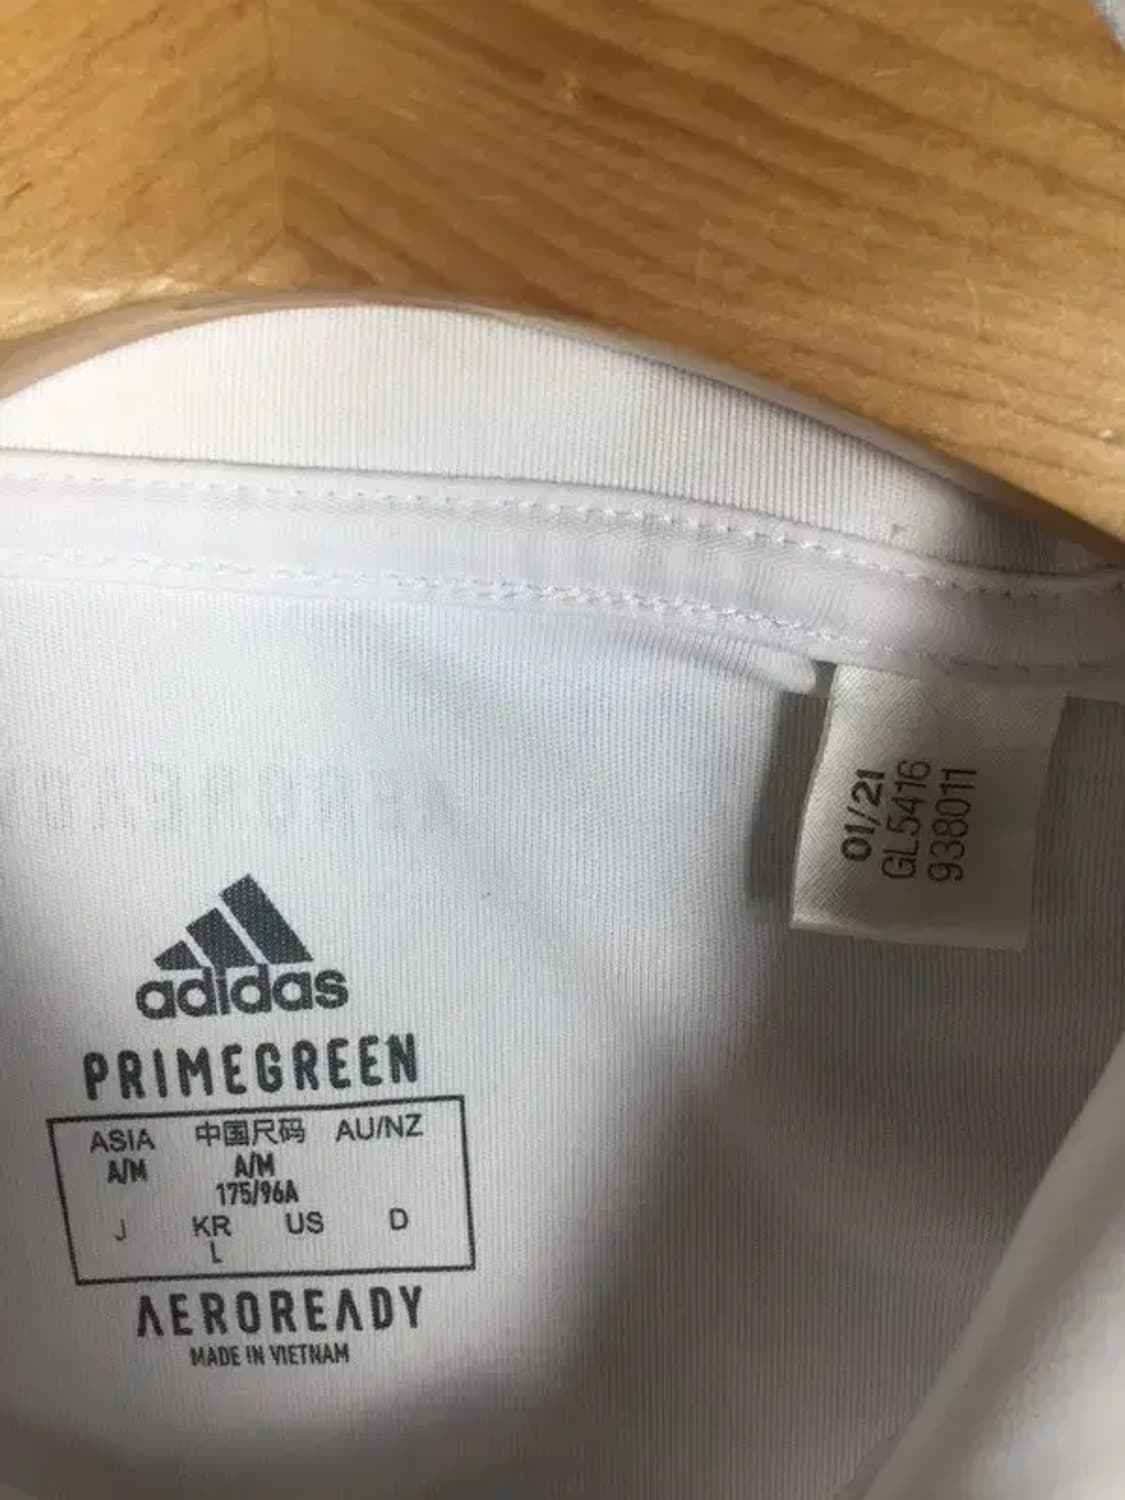 adidas
PRIMEGREEN
ASIA 中国尺码 AU/NZ
A/M A/M
175/96A
J KR US D
L
AEROREADY
MADE IN VIETNAM
01/21
GL5416
938011